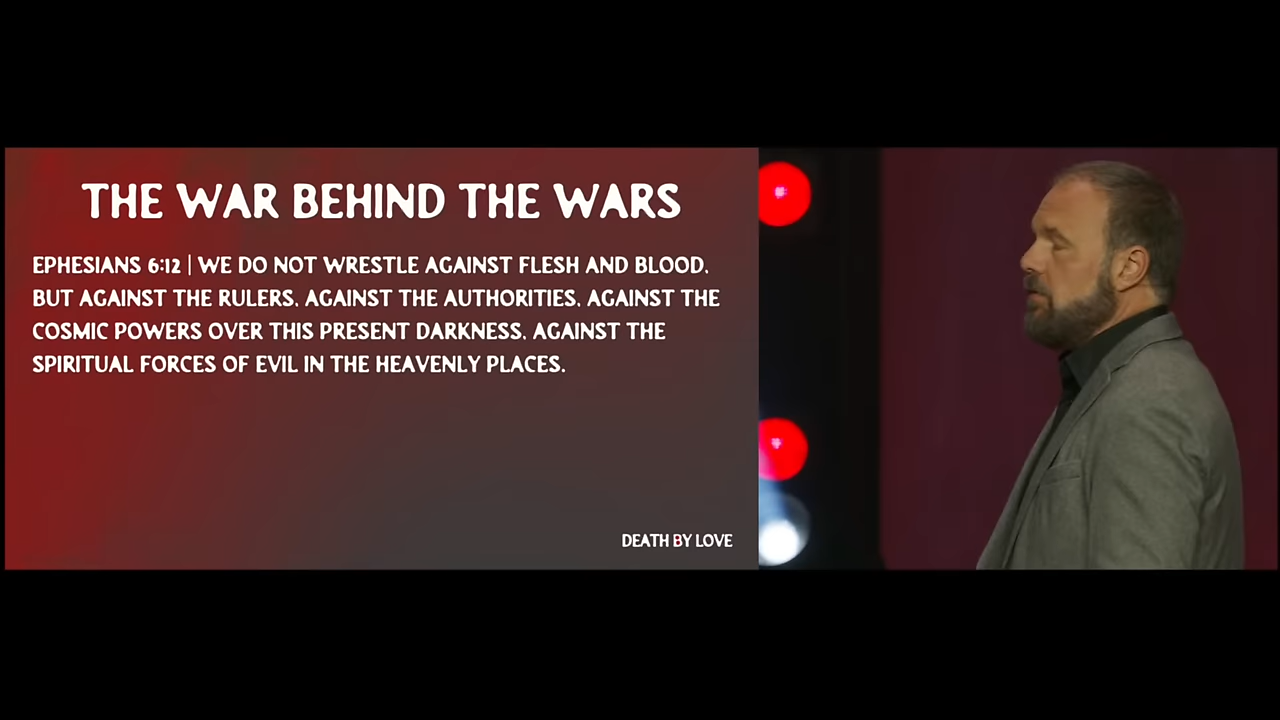 THE WAR BEHIND THE WARS
EPHESIANS 6:12 | WE DO NOT WRESTLE AGAINST FLESH AND BLOOD,
BUT AGAINST THE RULERS, AGAINST THE AUTHORITIES, AGAINST THE
COSMIC POWERS OVER THIS PRESENT DARKNESS, AGAINST THE
SPIRITUAL FORCES OF EVIL IN THE HEAVENLY PLACES.
DEATH BY LOVE